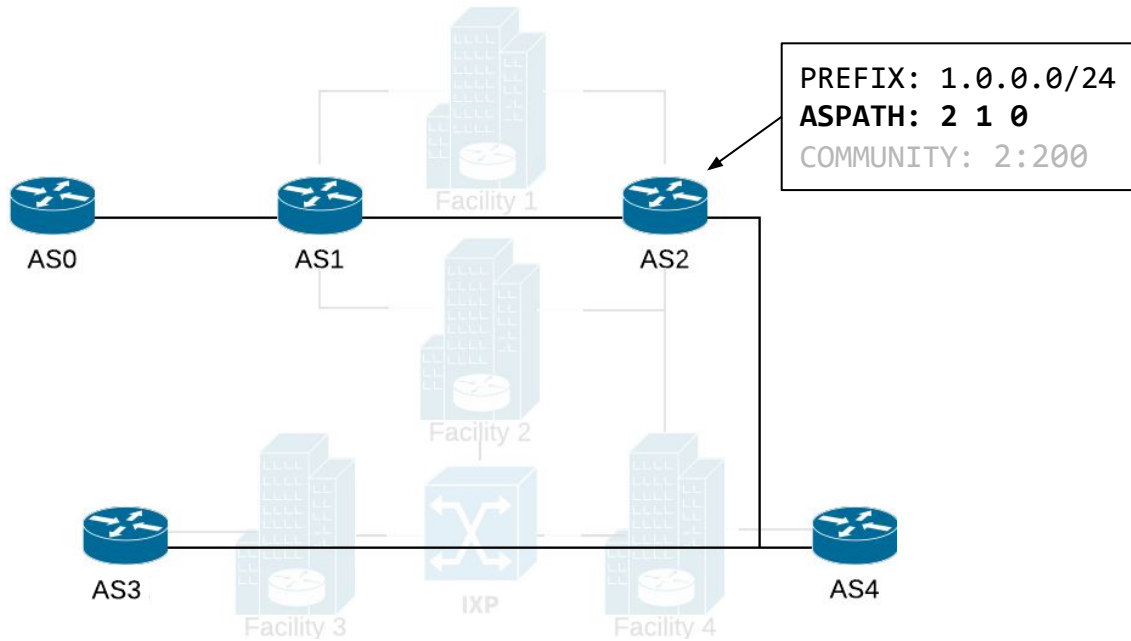 PREFIX: 1.0.0.0/24
ASPATH: 2 1 0
COMMUNITY: 2:200
Facility 1
AS0
AS1
AS2
Facility 2
AS3
IXP
AS4
Facility 3
Facility 4